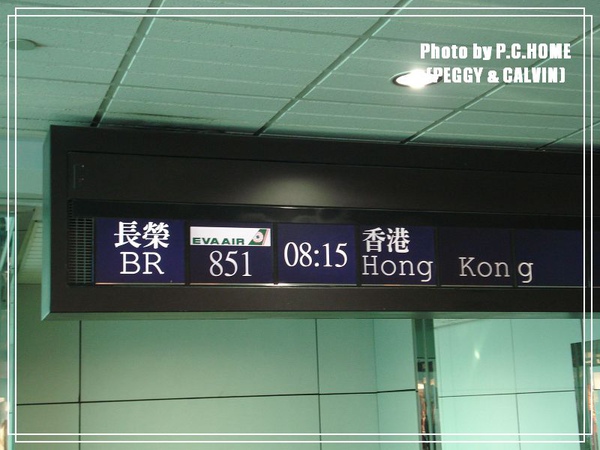 Photo by P.C.HOME
(PEGGY & CALVIN)
長榮 EVA AIR 香港
BR 851 08:15 Hong Kong